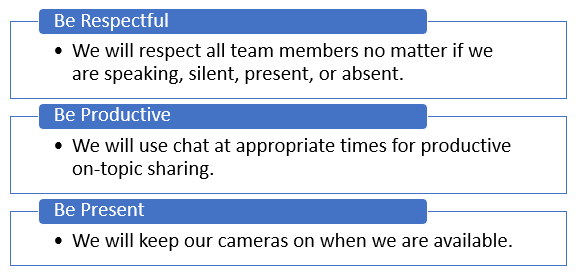 Be Respectful
• We will respect all team members no matter if we
are speaking, silent, present, or absent.
Be Productive
• We will use chat at appropriate times for productive
on-topic sharing.
Be Present
• We will keep our cameras on when we are available.